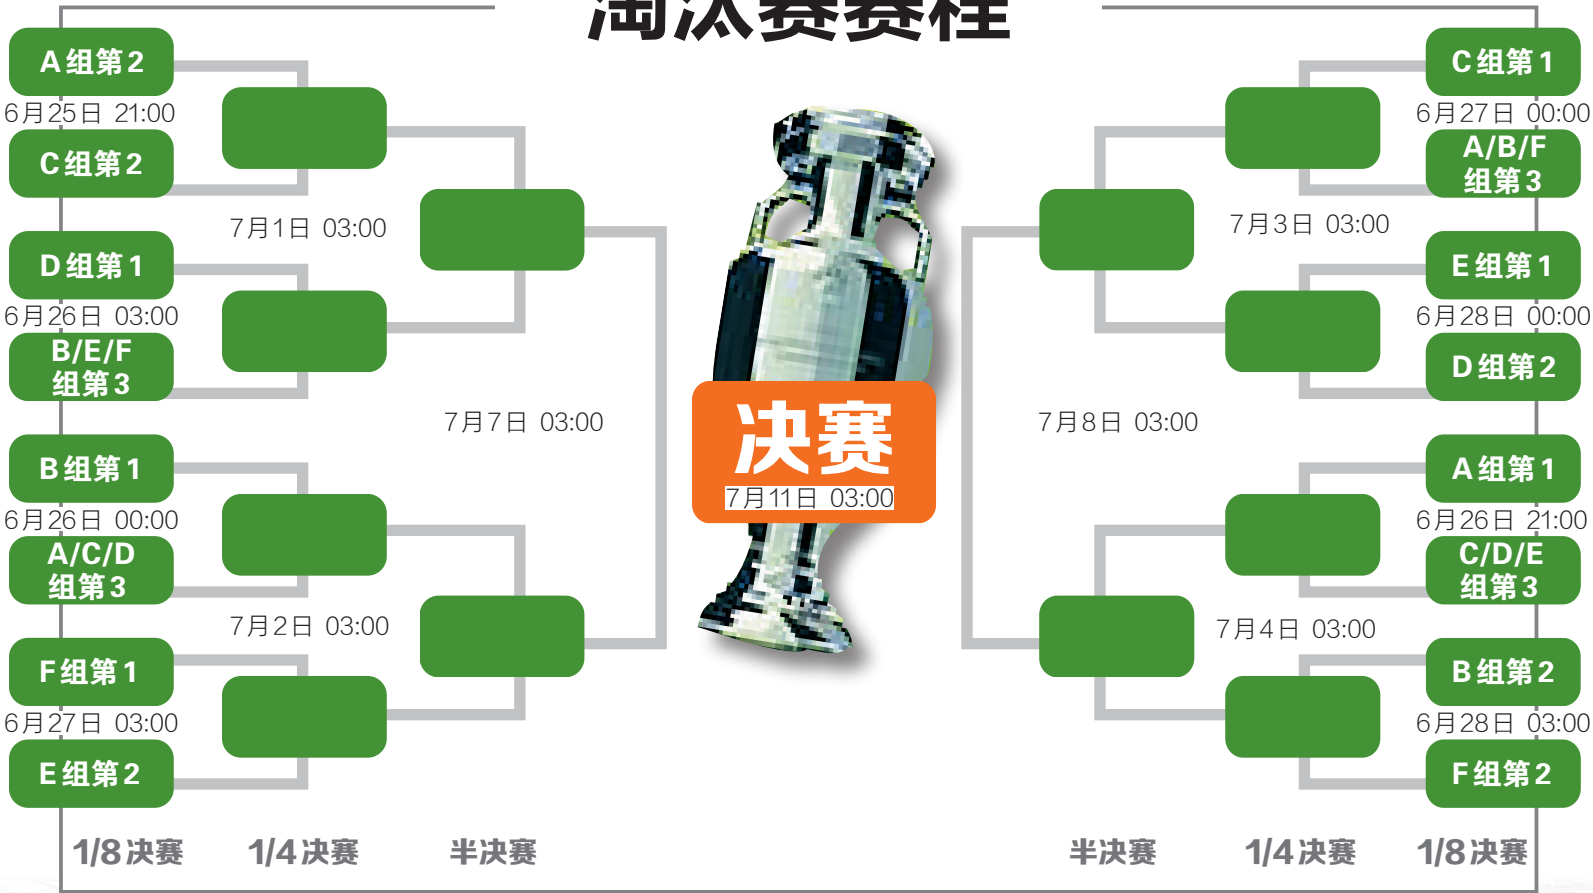 淘汰赛赛程
A组第2
6月25日 21:00
C组第2
7月1日 03:00
D组第1
6月26日 03:00
B/E/F
组第3
7月7日 03:00
B组第1
6月26日 00:00
A/C/D
组第3
7月2日 03:00
F组第1
6月27日 03:00
E组第2
决赛
7月11日 03:00
C组第1
6月27日 00:00
A/B/F
组第3
7月3日 03:00
E组第1
6月28日 00:00
D组第2
7月8日 03:00
A组第1
6月26日 21:00
C/D/E
组第3
7月4日 03:00
B组第2
6月28日 03:00
F组第2
1/8决赛
1/4决赛
半决赛
半决赛
1/4决赛
1/8决赛